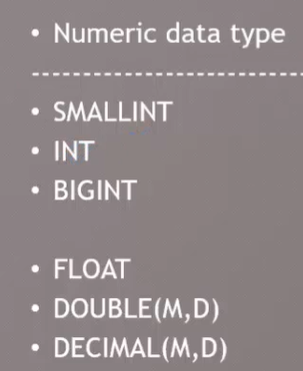 • Numeric data type
----------------------------
• SMALLINT
• INT
• BIGINT
• FLOAT
• DOUBLE(M,D)
• DECIMAL(M,D)